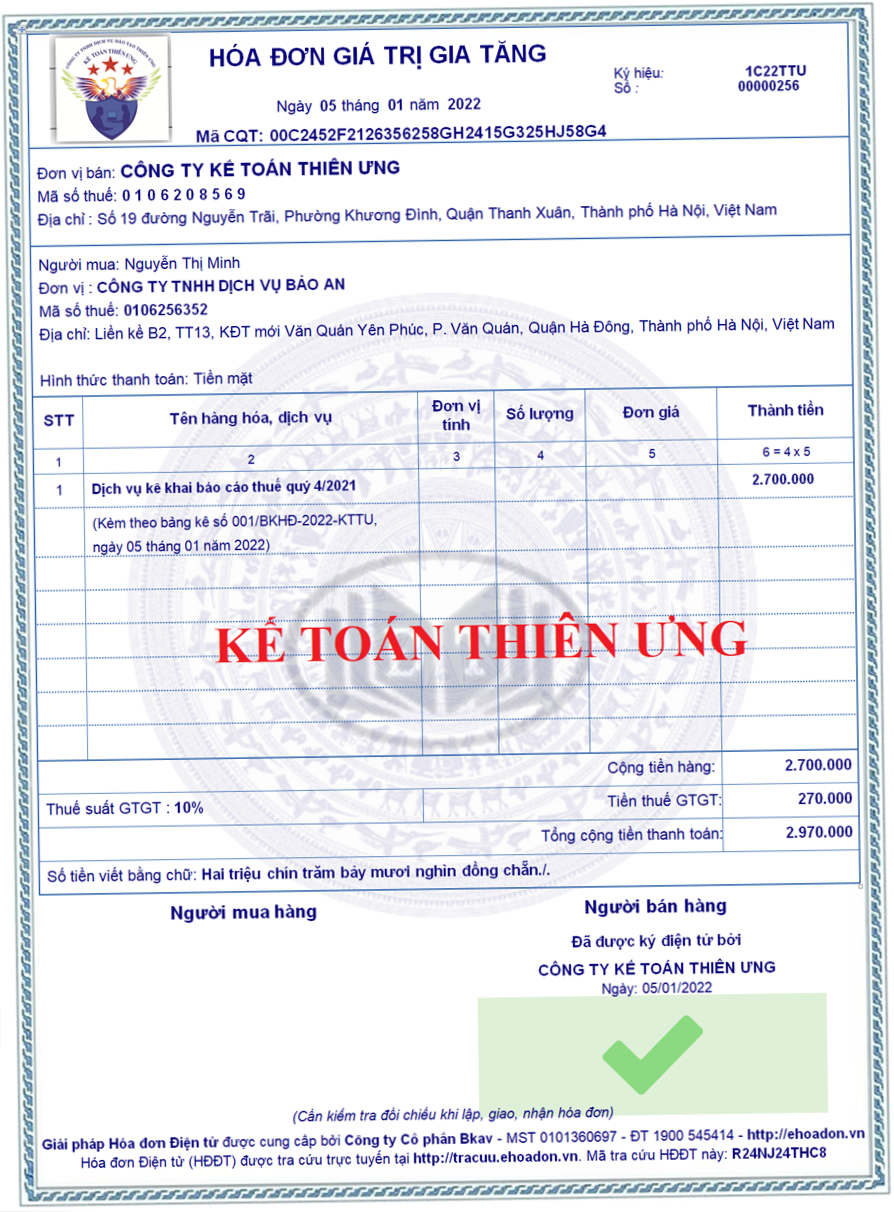 CÔNG TY TNHH DỊCH VỤ ĐÀO TẠO THIÊN ƯNG
KẾ TOÁN THIÊN ƯNG
HÓA ĐƠN GIÁ TRỊ GIA TĂNG
Ký hiệu: 1C22TTU
Số : 00000256
Ngày 05 tháng 01 năm 2022
Mã CQT: 00C2452F2126356258GH2415G325HJ58G4
Đơn vị bán: CÔNG TY KẾ TOÁN THIÊN ƯNG
Mã số thuế: 0 1 0 6 2 0 8 5 6 9
Địa chỉ : Số 19 đường Nguyễn Trãi, Phường Khương Đình, Quận Thanh Xuân, Thành phố Hà Nội, Việt Nam
Người mua: Nguyễn Thị Minh
Đơn vị : CÔNG TY TNHH DỊCH VỤ BẢO AN
Mã số thuế: 0106256352
Địa chỉ: Liền kề B2, TT13, KĐT mới Văn Quán Yên Phúc, P. Văn Quán, Quận Hà Đông, Thành phố Hà Nội, Việt Nam
Hình thức thanh toán: Tiền mặt
STT Tên hàng hóa, dịch vụ Đơn vị tính Số lượng Đơn giá Thành tiền
1 2 3 4 5 6 = 4 x 5
1 Dịch vụ kê khai báo cáo thuế quý 4/2021 2.700.000
(Kèm theo bảng kê số 001/BKHĐ-2022-KTTU,
ngày 05 tháng 01 năm 2022)
KẾ TOÁN THIÊN ƯNG
Cộng tiền hàng: 2.700.000
Thuế suất GTGT : 10% Tiền thuế GTGT: 270.000
Tổng cộng tiền thanh toán: 2.970.000
Số tiền viết bằng chữ: Hai triệu chín trăm bảy mươi nghìn đồng chẵn./.
Người mua hàng Người bán hàng
Đã được ký điện tử bởi
CÔNG TY KẾ TOÁN THIÊN ƯNG
Ngày: 05/01/2022
(Cần kiểm tra đối chiếu khi lập, giao, nhận hóa đơn)
Giải pháp Hóa đơn Điện tử được cung cấp bởi Công ty Cổ phần Bkav - MST 0101360697 - ĐT 1900 545414 - http://ehoadon.vn
Hóa đơn Điện tử (HĐĐT) được tra cứu trực tuyến tại http://tracuu.ehoadon.vn. Mã tra cứu HĐĐT này: R24NJ24THC8